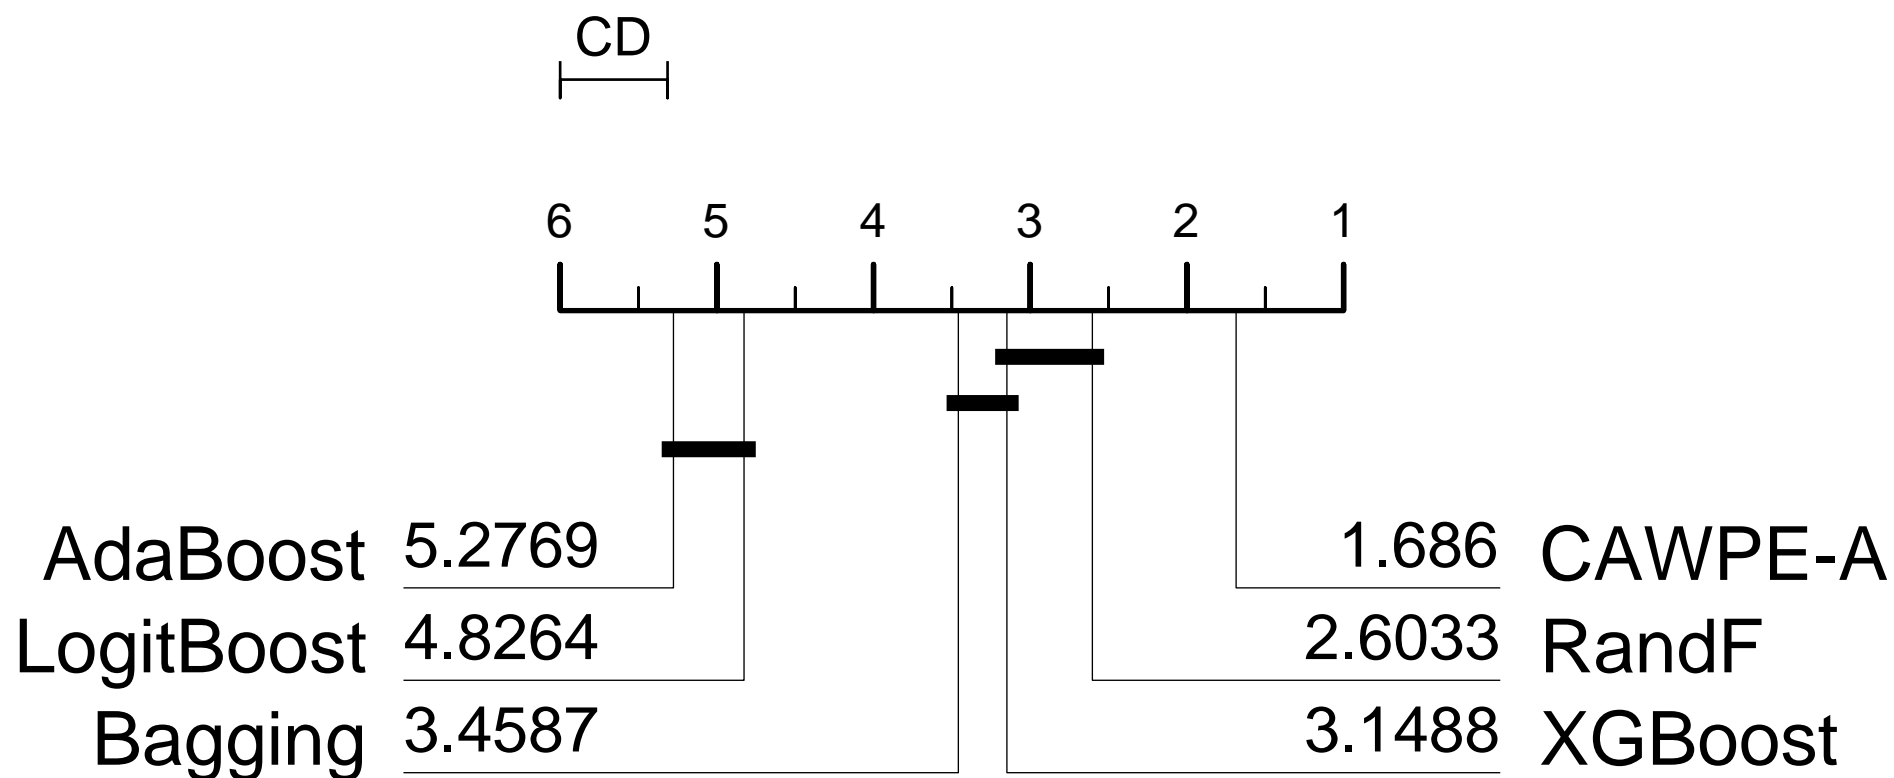 CD
6 5 4 3 2 1
AdaBoost 5.2769 1.686 CAWPE-A
LogitBoost 4.8264 2.6033 RandF
Bagging 3.4587 3.1488 XGBoost